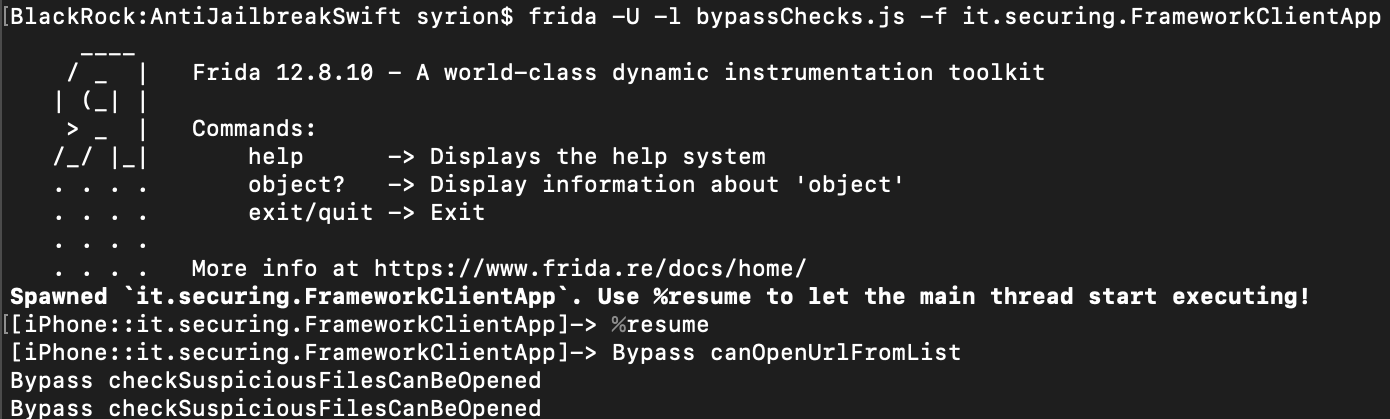 [BlackRock:AntiJailbreakSwift syrion$ frida -U -l bypassChecks.js -f it.securing.FrameworkClientApp
     ____
    / _  |   Frida 12.8.10 - A world-class dynamic instrumentation toolkit
   | (_| |
    > _  |   Commands:
   /_/ |_|       help      -> Displays the help system
   . . . .       object?   -> Display information about 'object'
   . . . .       exit/quit -> Exit
   . . . .
   . . . .   More info at https://www.frida.re/docs/home/
Spawned `it.securing.FrameworkClientApp`. Use %resume to let the main thread start executing!
[[iPhone::it.securing.FrameworkClientApp]-> %resume
[iPhone::it.securing.FrameworkClientApp]-> Bypass canOpenUrlFromList
Bypass checkSuspiciousFilesCanBeOpened
Bypass checkSuspiciousFilesCanBeOpened